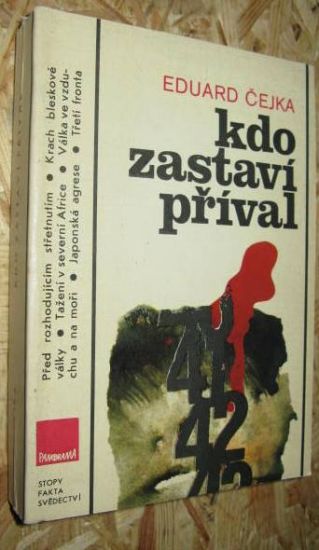 EDUARD ČEJKA
kdo
zastaví
příval
Před rozhodujícím střetnutím • Krach bleskové
války • Tažení v severní Africe • Válka ve vzdu-
chu a na moři • Japonská agrese • Třetí fronta
41
42
PANORAMA
STOPY
FAKTA
SVĚDECTVÍ